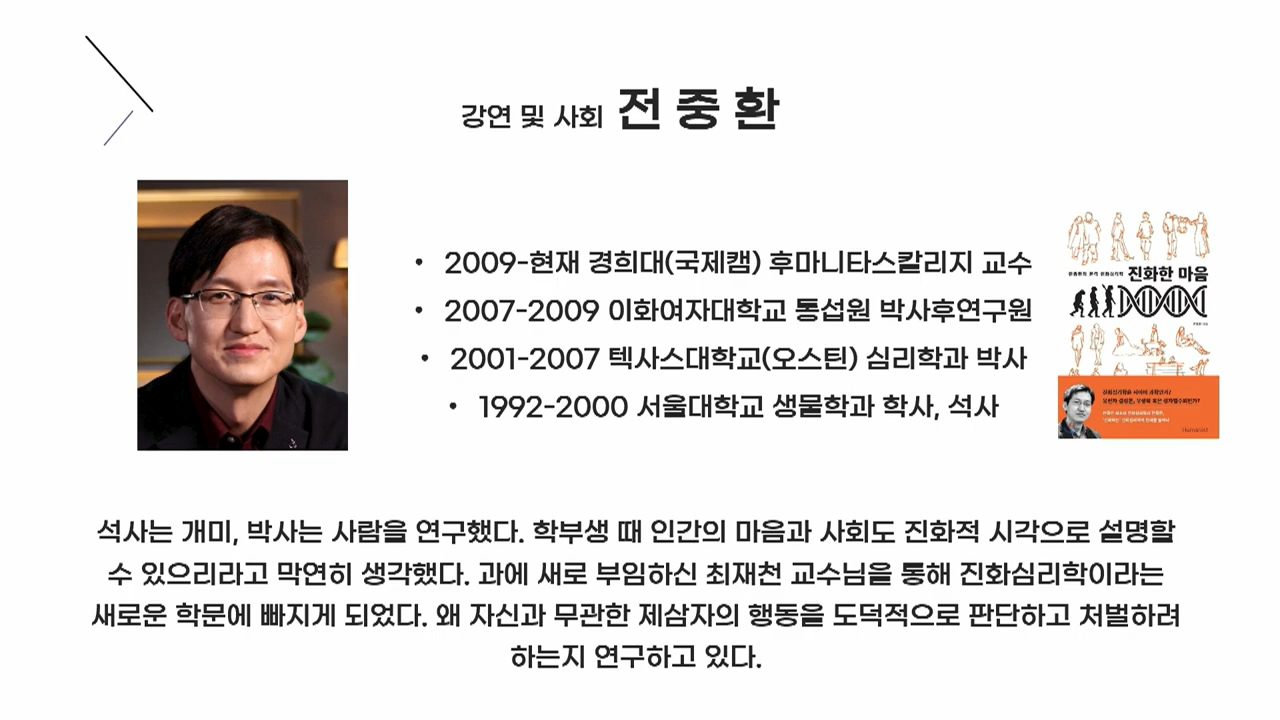 강연 및 사회 전 중 환
• 2009-현재 경희대(국제캠) 후마니타스칼리지 교수
• 2007-2009 이화여자대학교 통섭원 박사후연구원
• 2001-2007 텍사스대학교(오스틴) 심리학과 박사
• 1992-2000 서울대학교 생물학과 학사, 석사
진화한 마음
Humanist
석사는 개미, 박사는 사람을 연구했다. 학부생 때 인간의 마음과 사회도 진화적 시각으로 설명할
수 있으리라고 막연히 생각했다. 과에 새로 부임하신 최재천 교수님을 통해 진화심리학이라는
새로운 학문에 빠지게 되었다. 왜 자신과 무관한 제삼자의 행동을 도덕적으로 판단하고 처벌하려
하는지 연구하고 있다.